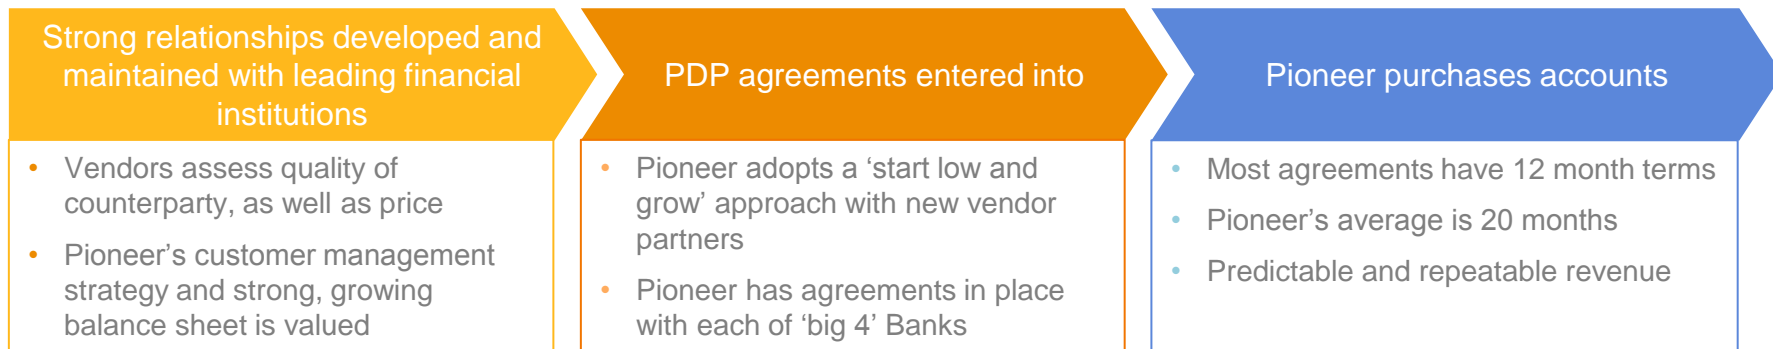 Strong relationships developed and
maintained with leading financial
institutions
• Vendors assess quality of
counterparty, as well as price
• Pioneer's customer management
strategy and strong, growing
balance sheet is valued
PDP agreements entered into
• Pioneer adopts a ‘start low and
grow’ approach with new vendor
partners
• Pioneer has agreements in place
with each of ‘big 4’ Banks
Pioneer purchases accounts
• Most agreements have 12 month terms
• Pioneer’s average is 20 months
• Predictable and repeatable revenue